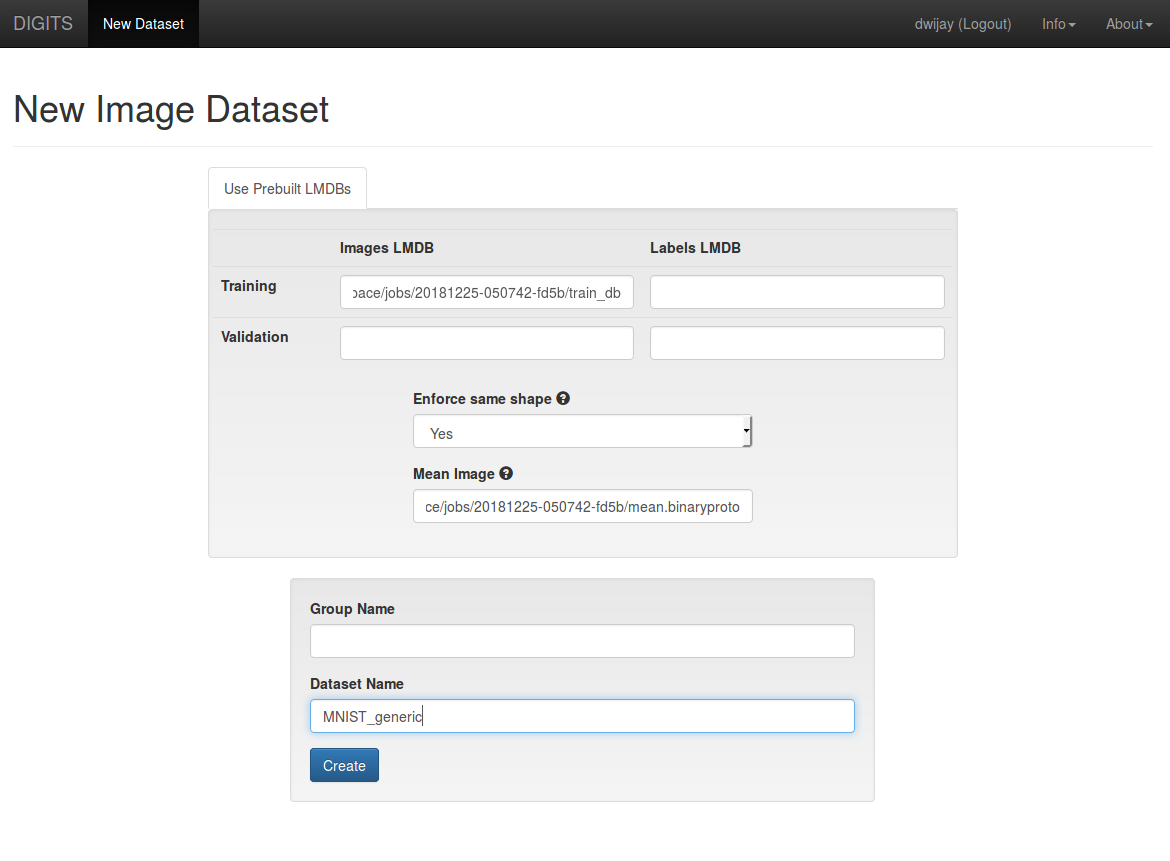 DIGITS New Dataset dwijay (Logout) Info About
New Image Dataset
Use Prebuilt LMDBs
Images LMDB Labels LMDB
Training pace/jobs/20181225-050742-fd5b/train_db
Validation
Enforce same shape
Yes
Mean Image
ce/jobs/20181225-050742-fd5b/mean.binaryproto
Group Name
Dataset Name
MNIST_generic
Create